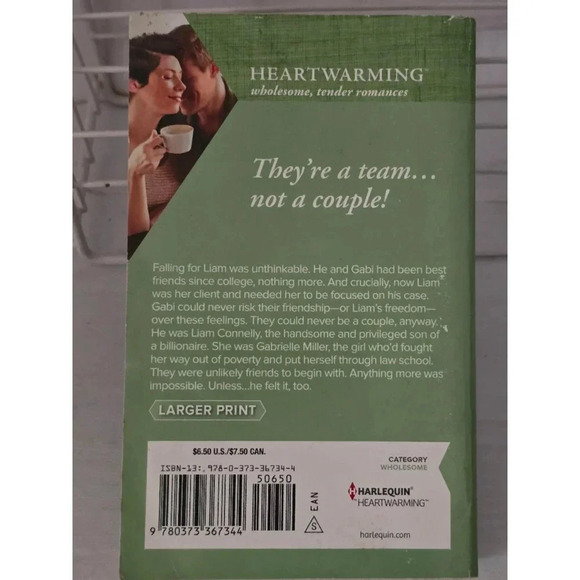 HEARTWARMING™
wholesome, tender romances
They're a team...
not a couple!
Falling for Liam was unthinkable. He and Gabi had been best
friends since college, nothing more. And crucially, now Liam
was her client and needed her to be focused on his case.
Gabi could never risk their friendship—or Liam's freedom—
over these feelings. They could never be a couple, anyway.
He was Liam Connelly, the handsome and privileged son of
a billionaire. She was Gabrielle Miller, the girl who'd fought
her way out of poverty and put herself through law school.
They were unlikely friends to begin with. Anything more was
impossible. Unless...he felt it, too.
LARGER PRINT
$6.50 U.S./$7.50 CAN.
ISBN-13: 978-0-373-36734-4
50650
9 780373 367344
EAN
S
CATEGORY
WHOLESOME
HARLEQUIN®
HEARTWARMING™
harlequin.com